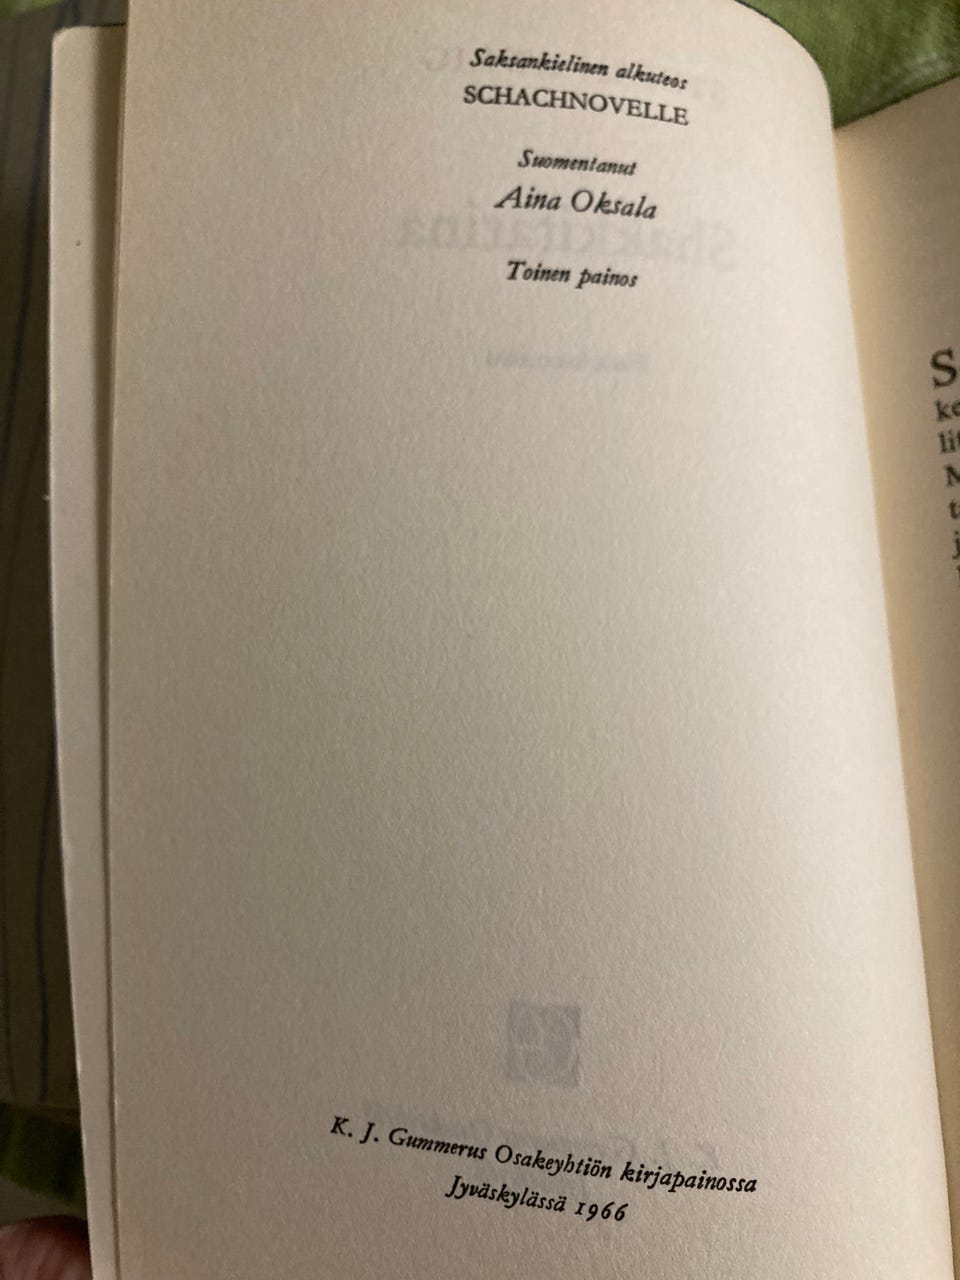 Saksankielinen alkuteos
SCHACHNOVELLE
Suomentanut
Aina Oksala
Toinen painos
K. J. Gummerus Osakeyhtiön kirjapainossa
Jyväskylässä 1966